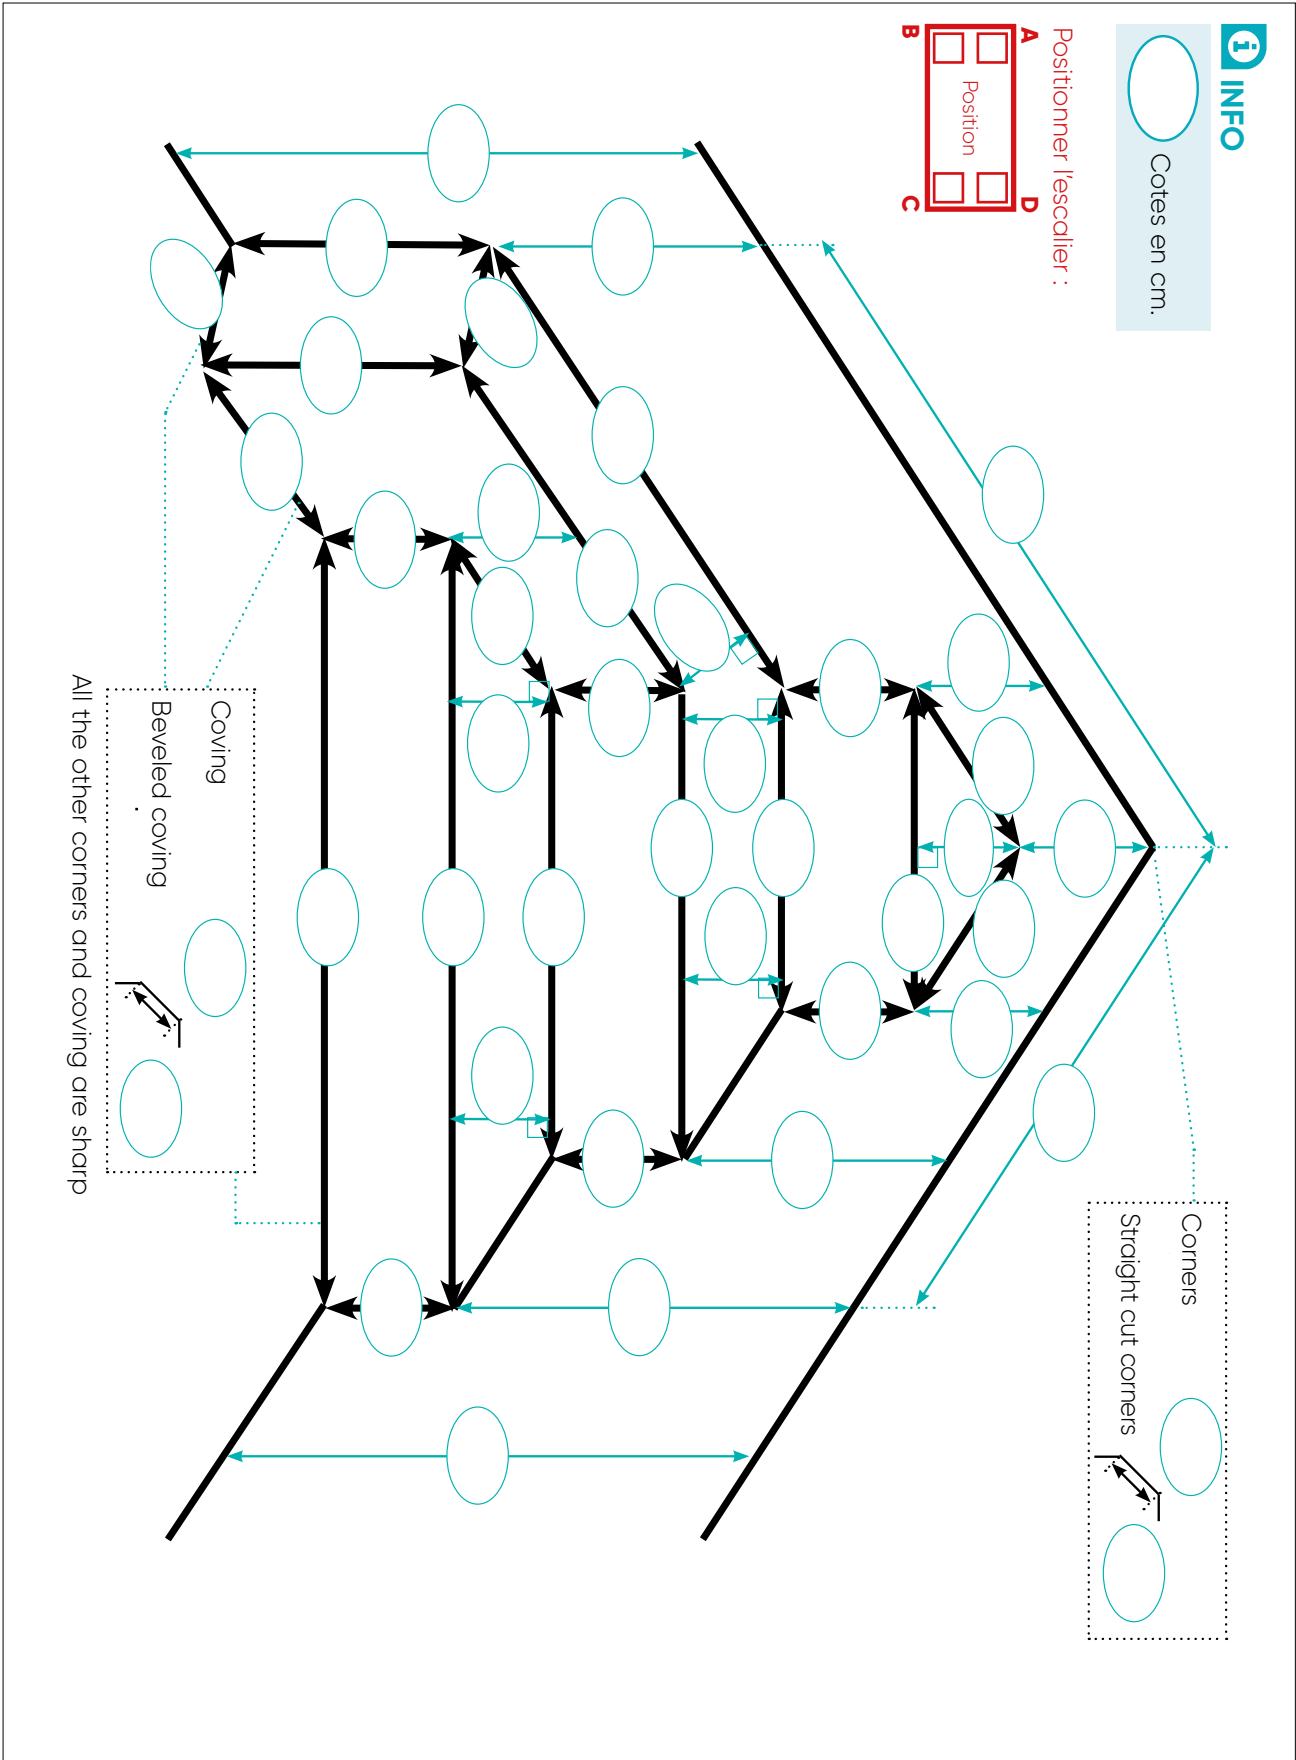 INFO
Cotes en cm.
Positionner l'escalier :
A
D
Position
B
C
Corners
Straight cut corners
Coving
Beveled coving
.
All the other corners and coving are sharp